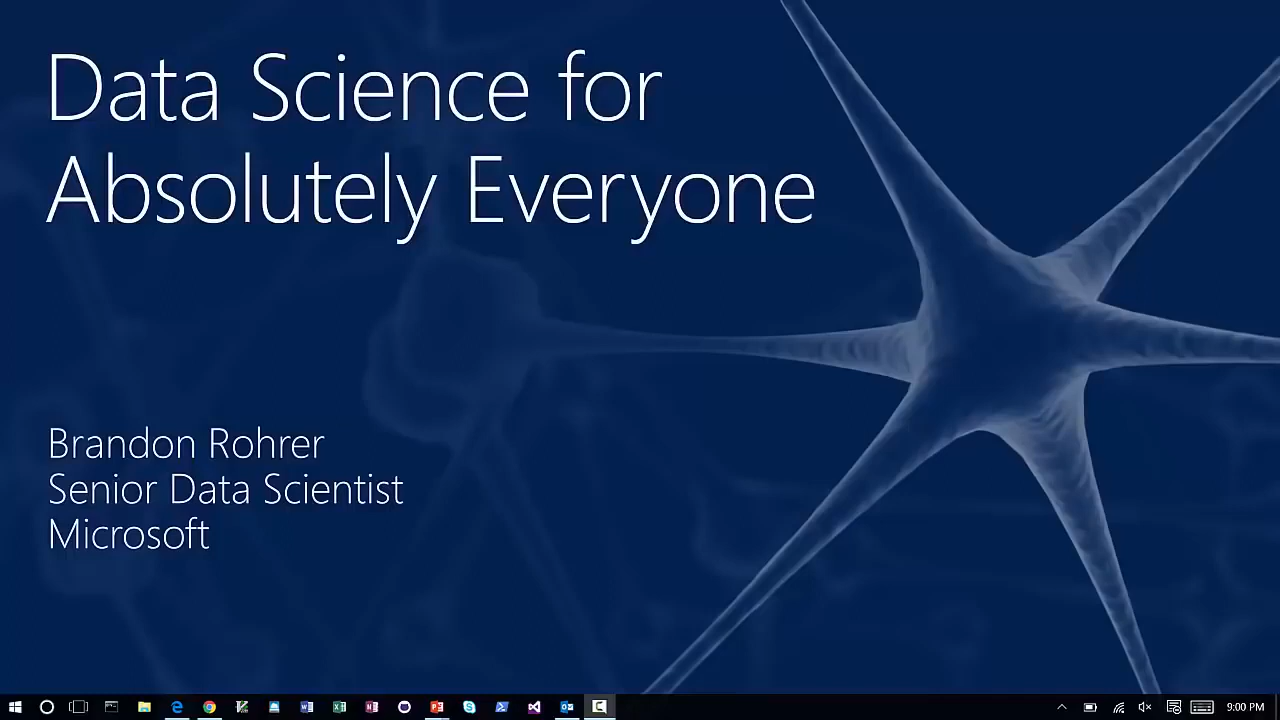 Data Science for
Absolutely Everyone
Brandon Rohrer
Senior Data Scientist
Microsoft
9:00 PM